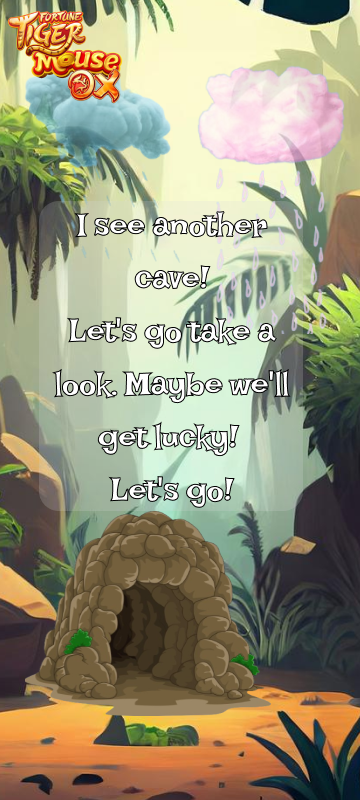 FORTUNE
TIGER
Mouse
OX
I see another
cave!
Let's go take a
look. Maybe we'll
get lucky!
Let's go!